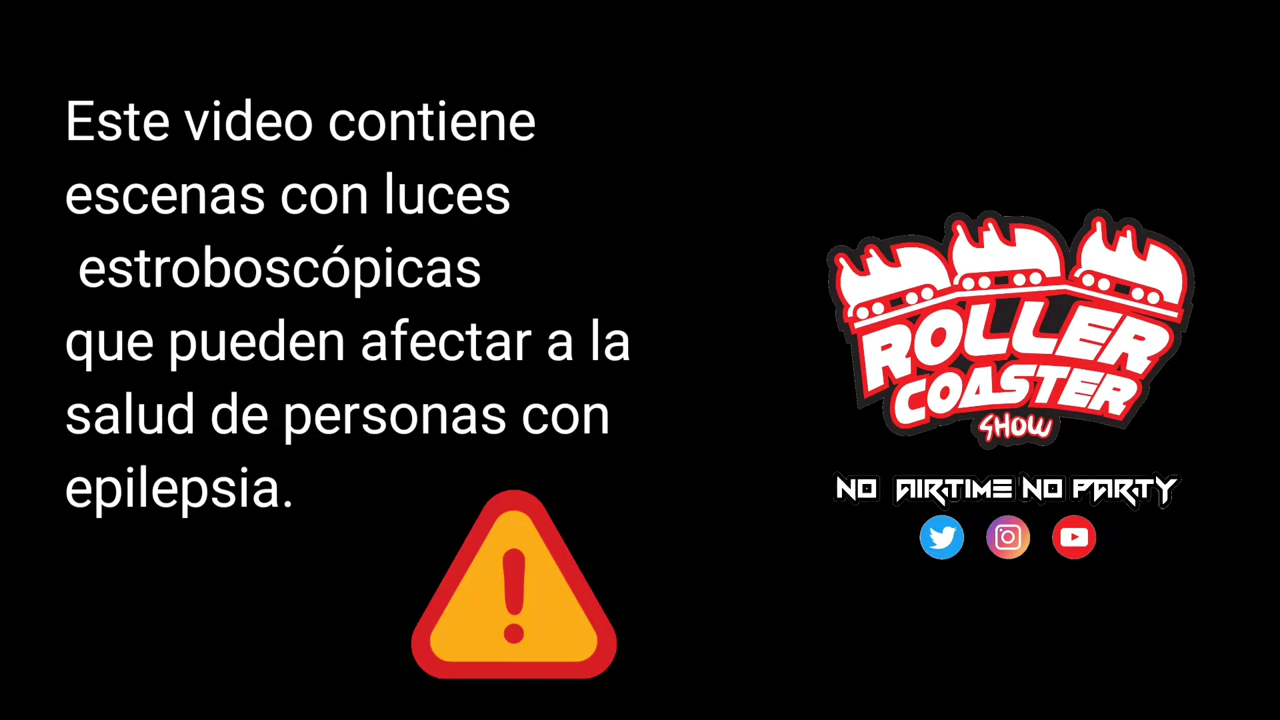 Este video contiene
escenas con luces
estroboscópicas
que pueden afectar a la
salud de personas con
epilepsia.
ROLLER
COASTER
SHOW
NO AIRTIME NO PARTY